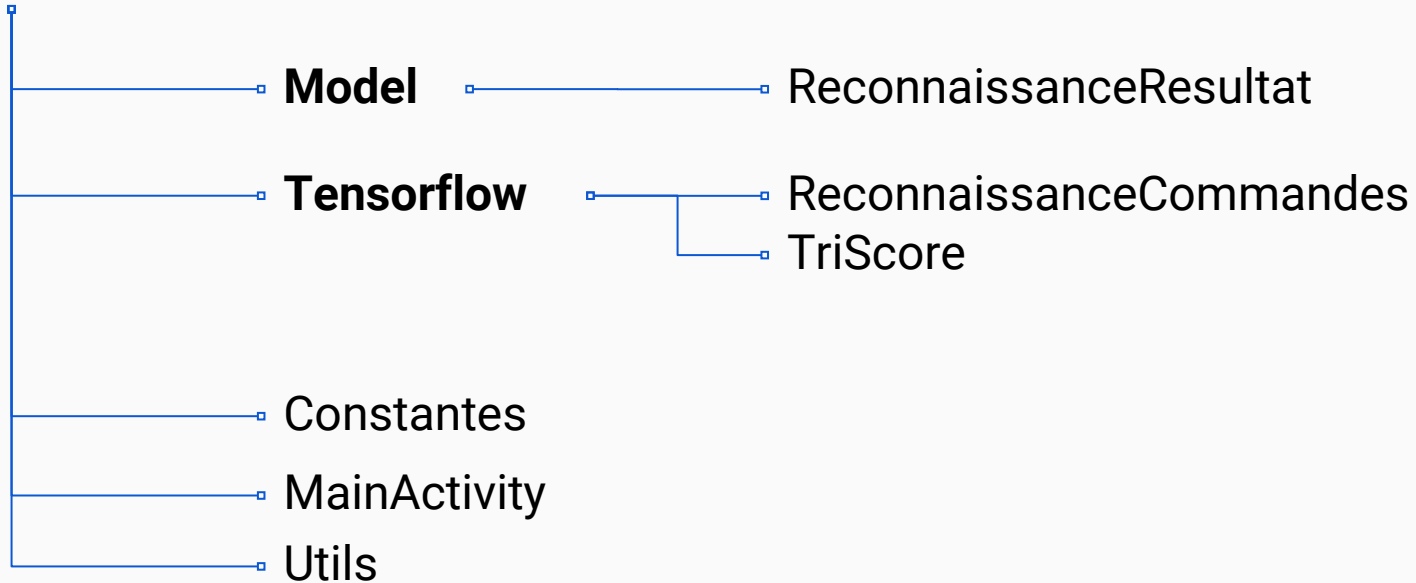 Model ReconnaissanceResultat
Tensorflow ReconnaissanceCommandes
TriScore
Constantes
MainActivity
Utils